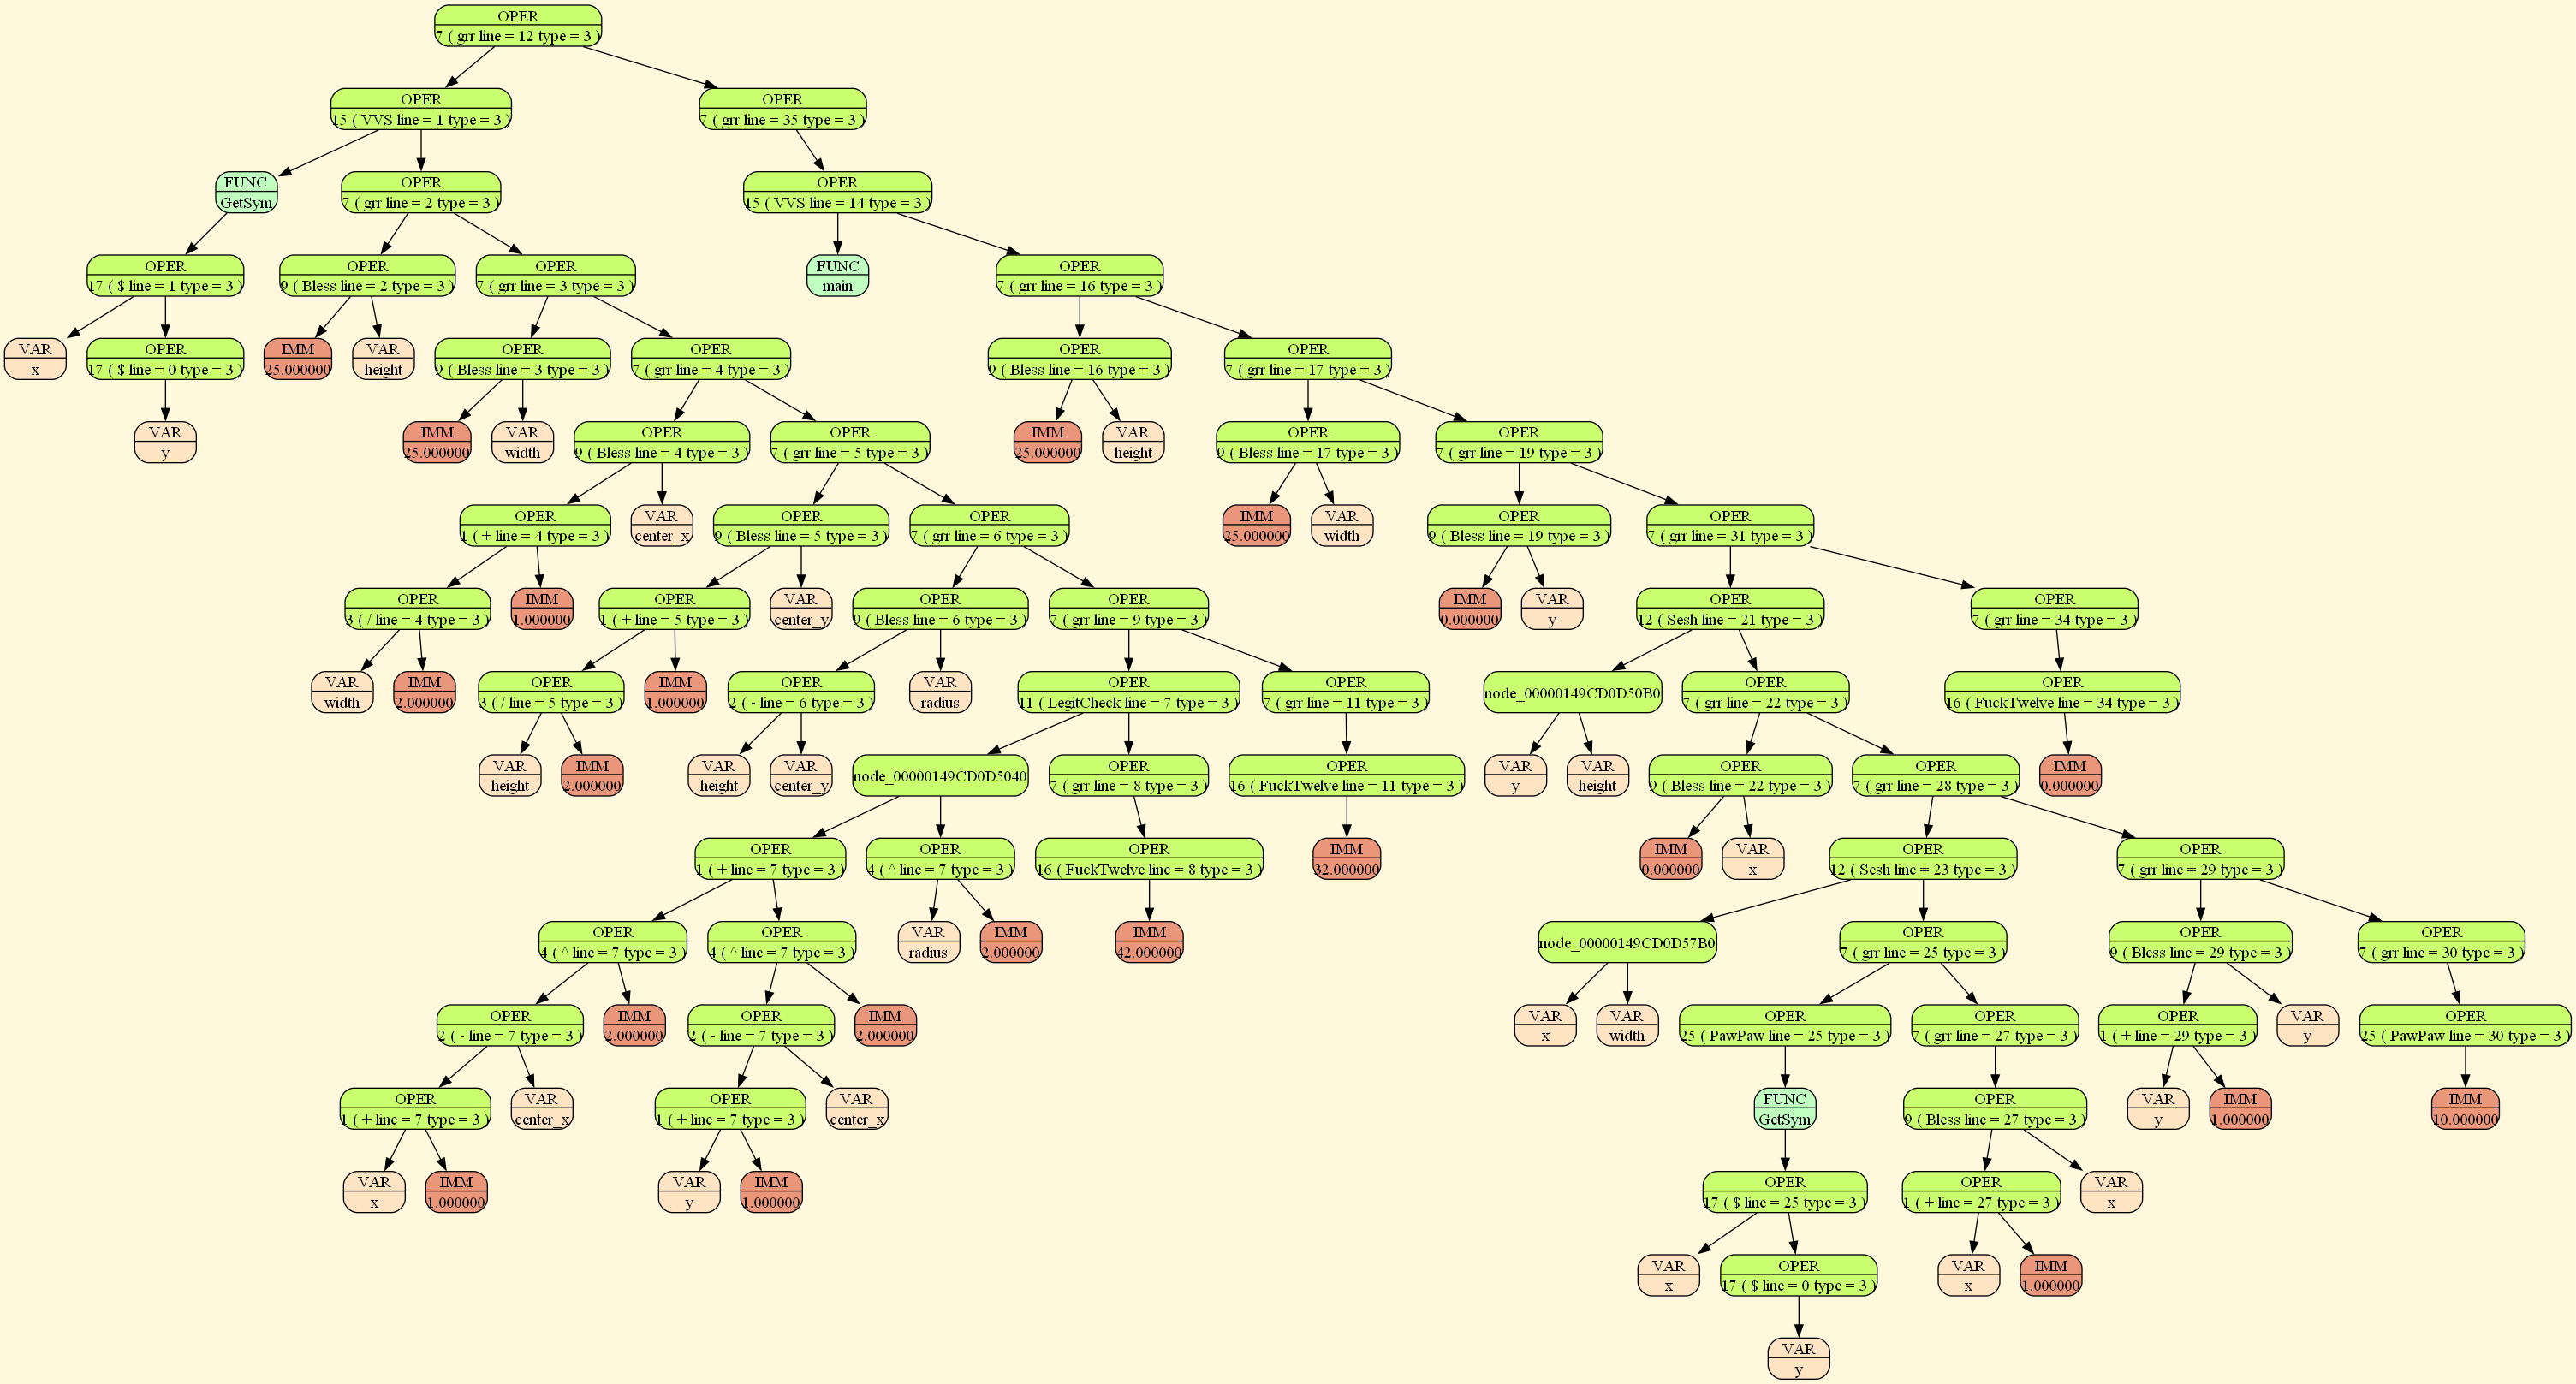 OPER
7 ( grr line = 12 type = 3 )
OPER
15 ( VVS line = 1 type = 3 )
OPER
7 ( grr line = 35 type = 3 )
FUNC
GetSym
OPER
7 ( grr line = 2 type = 3 )
OPER
15 ( VVS line = 14 type = 3 )
OPER
17 ( $ line = 1 type = 3 )
OPER
9 ( Bless line = 2 type = 3 )
OPER
7 ( grr line = 3 type = 3 )
FUNC
main
OPER
7 ( grr line = 16 type = 3 )
VAR
x
OPER
17 ( $ line = 0 type = 3 )
IMM
25.000000
VAR
height
OPER
9 ( Bless line = 3 type = 3 )
OPER
7 ( grr line = 4 type = 3 )
OPER
9 ( Bless line = 16 type = 3 )
OPER
7 ( grr line = 17 type = 3 )
VAR
y
IMM
25.000000
VAR
width
OPER
9 ( Bless line = 4 type = 3 )
OPER
7 ( grr line = 5 type = 3 )
IMM
25.000000
VAR
height
OPER
9 ( Bless line = 17 type = 3 )
OPER
7 ( grr line = 19 type = 3 )
OPER
1 ( + line = 4 type = 3 )
VAR
center_x
OPER
9 ( Bless line = 5 type = 3 )
OPER
7 ( grr line = 6 type = 3 )
IMM
25.000000
VAR
width
OPER
9 ( Bless line = 19 type = 3 )
OPER
7 ( grr line = 31 type = 3 )
OPER
3 ( / line = 4 type = 3 )
IMM
1.000000
OPER
1 ( + line = 5 type = 3 )
VAR
center_y
OPER
9 ( Bless line = 6 type = 3 )
OPER
7 ( grr line = 9 type = 3 )
IMM
0.000000
VAR
y
OPER
12 ( Sesh line = 21 type = 3 )
OPER
7 ( grr line = 34 type = 3 )
VAR
width
IMM
2.000000
OPER
3 ( / line = 5 type = 3 )
IMM
1.000000
OPER
2 ( - line = 6 type = 3 )
VAR
radius
OPER
11 ( LegitCheck line = 7 type = 3 )
OPER
7 ( grr line = 11 type = 3 )
node_00000149CD0D50B0
OPER
7 ( grr line = 22 type = 3 )
OPER
16 ( FuckTwelve line = 34 type = 3 )
VAR
height
IMM
2.000000
VAR
height
VAR
center_y
node_00000149CD0D5040
OPER
7 ( grr line = 8 type = 3 )
OPER
16 ( FuckTwelve line = 11 type = 3 )
VAR
y
VAR
height
OPER
9 ( Bless line = 22 type = 3 )
OPER
7 ( grr line = 28 type = 3 )
IMM
0.000000
OPER
1 ( + line = 7 type = 3 )
OPER
4 ( ^ line = 7 type = 3 )
OPER
16 ( FuckTwelve line = 8 type = 3 )
IMM
32.000000
IMM
0.000000
VAR
x
OPER
12 ( Sesh line = 23 type = 3 )
OPER
7 ( grr line = 29 type = 3 )
OPER
4 ( ^ line = 7 type = 3 )
OPER
4 ( ^ line = 7 type = 3 )
VAR
radius
IMM
2.000000
IMM
42.000000
node_00000149CD0D57B0
OPER
7 ( grr line = 25 type = 3 )
OPER
9 ( Bless line = 29 type = 3 )
OPER
7 ( grr line = 30 type = 3 )
OPER
2 ( - line = 7 type = 3 )
IMM
2.000000
OPER
2 ( - line = 7 type = 3 )
IMM
2.000000
VAR
x
VAR
width
OPER
25 ( PawPaw line = 25 type = 3 )
OPER
7 ( grr line = 27 type = 3 )
OPER
1 ( + line = 29 type = 3 )
VAR
y
OPER
25 ( PawPaw line = 30 type = 3 )
OPER
1 ( + line = 7 type = 3 )
VAR
center_x
OPER
1 ( + line = 7 type = 3 )
VAR
center_x
FUNC
GetSym
OPER
9 ( Bless line = 27 type = 3 )
VAR
y
IMM
1.000000
IMM
10.000000
VAR
x
IMM
1.000000
VAR
y
IMM
1.000000
OPER
17 ( $ line = 25 type = 3 )
OPER
1 ( + line = 27 type = 3 )
VAR
x
VAR
x
OPER
17 ( $ line = 0 type = 3 )
VAR
x
IMM
1.000000
VAR
y